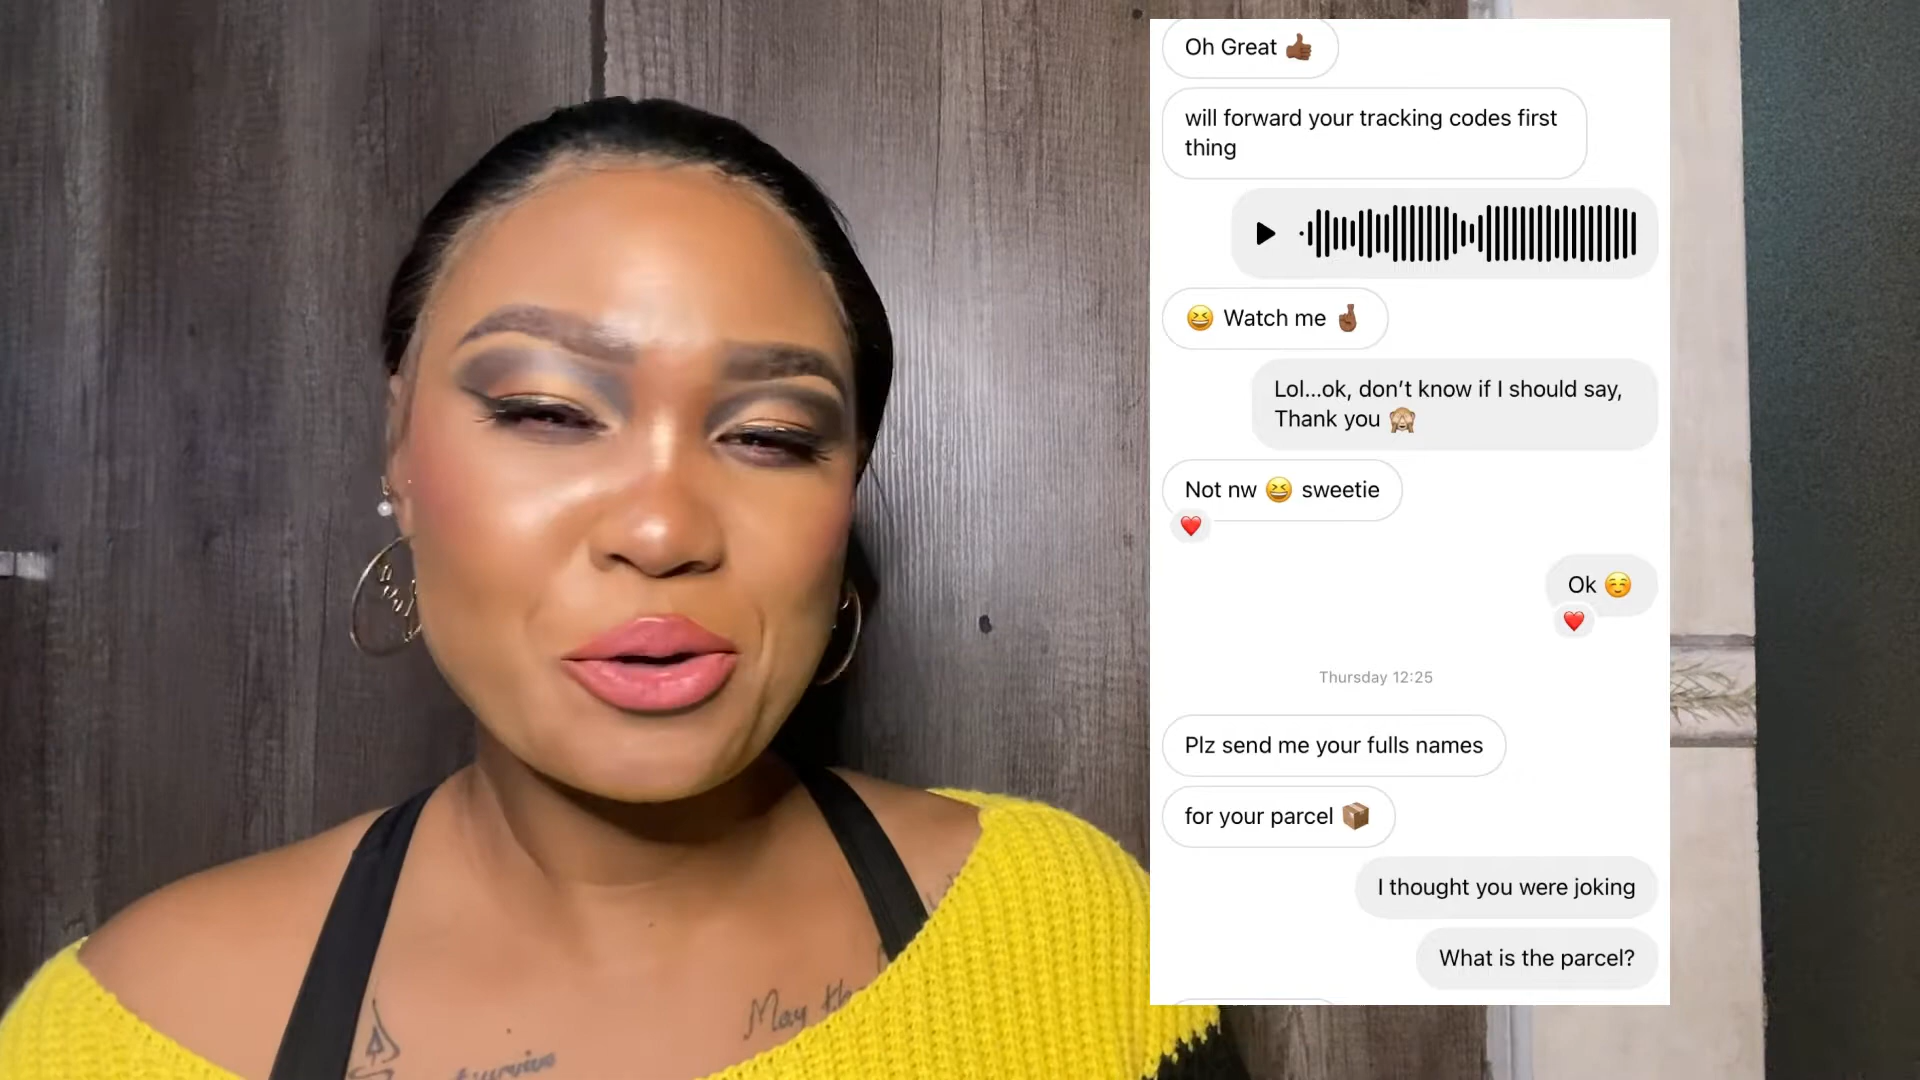 Oh Great 👍🏾
will forward your tracking codes first
thing
😆 Watch me 🤞🏾
Lol...ok, don't know if I should say,
Thank you 🙈
Not nw 😆 sweetie
❤️
Ok ☺️
❤️
Thursday 12:25
Plz send me your fulls names
for your parcel 📦
I thought you were joking
What is the parcel?
May the